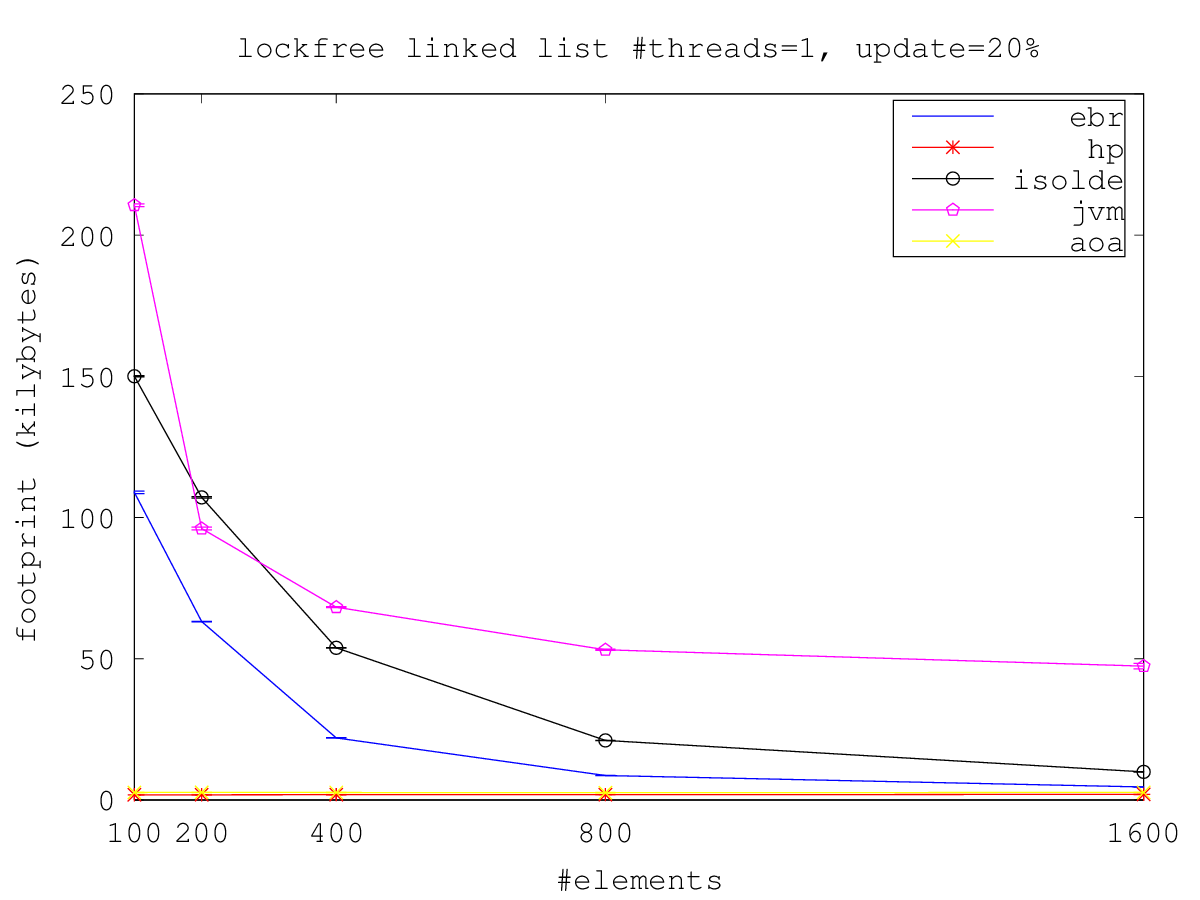 lockfree linked list #threads=1, update=20%
250
200
150
100
50
0
footprint (kilybytes)
ebr
hp
isolde
jvm
aoa
100 200 400 800 1600
#elements